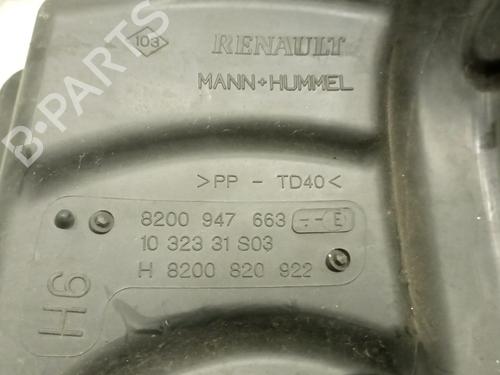 103
RENAULT
MANN+HUMMEL
>PP - TD40<
8200 947 663 --E
10 323 31 S03
H 8200 820 922
H6
B-PARTS